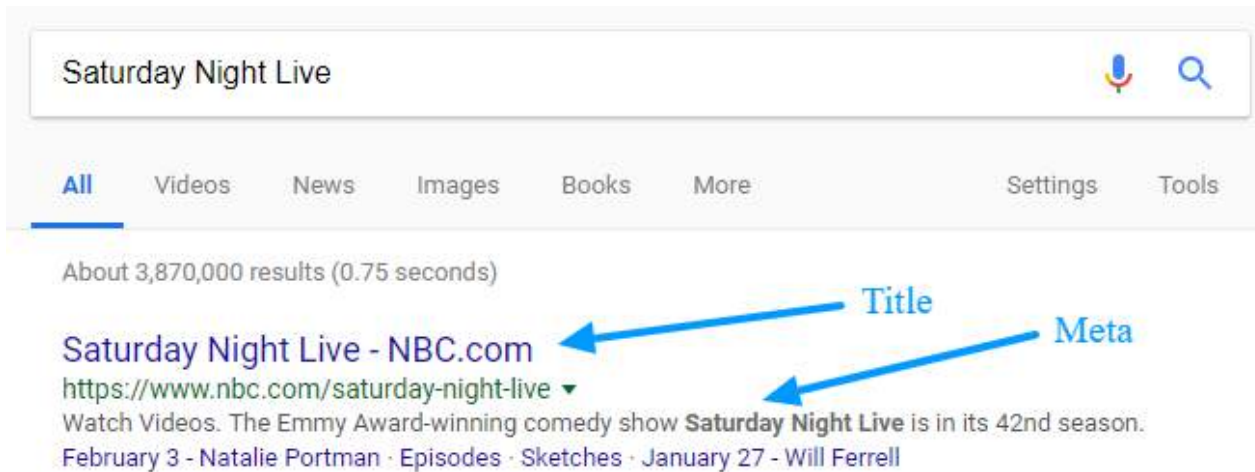 Saturday Night Live
All Videos News Images Books More Settings Tools
About 3,870,000 results (0.75 seconds)
Title
Meta
Saturday Night Live - NBC.com
https://www.nbc.com/saturday-night-live
Watch Videos. The Emmy Award-winning comedy show Saturday Night Live is in its 42nd season.
February 3 - Natalie Portman · Episodes · Sketches · January 27 - Will Ferrell